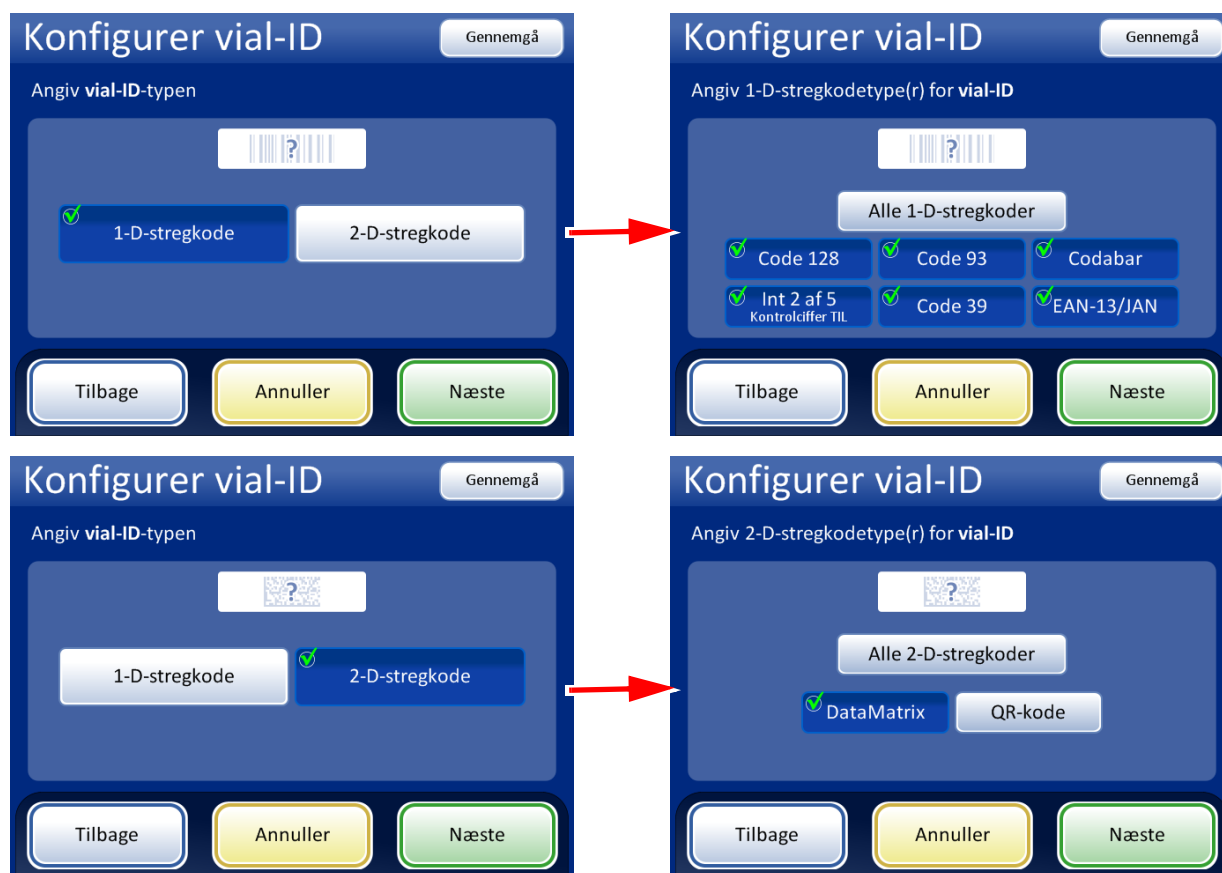 Konfigurer vial-ID
Gennemgå
Angiv vial-ID-typen
?
1-D-stregkode
2-D-stregkode
Tilbage
Annuller
Næste
Konfigurer vial-ID
Gennemgå
Angiv 1-D-stregkodetype(r) for vial-ID
?
Alle 1-D-stregkoder
Code 128
Code 93
Codabar
Int 2 af 5
Kontrolciffer TIL
Code 39
EAN-13/JAN
Tilbage
Annuller
Næste
Konfigurer vial-ID
Gennemgå
Angiv vial-ID-typen
?
1-D-stregkode
2-D-stregkode
Tilbage
Annuller
Næste
Konfigurer vial-ID
Gennemgå
Angiv 2-D-stregkodetype(r) for vial-ID
?
Alle 2-D-stregkoder
DataMatrix
QR-kode
Tilbage
Annuller
Næste